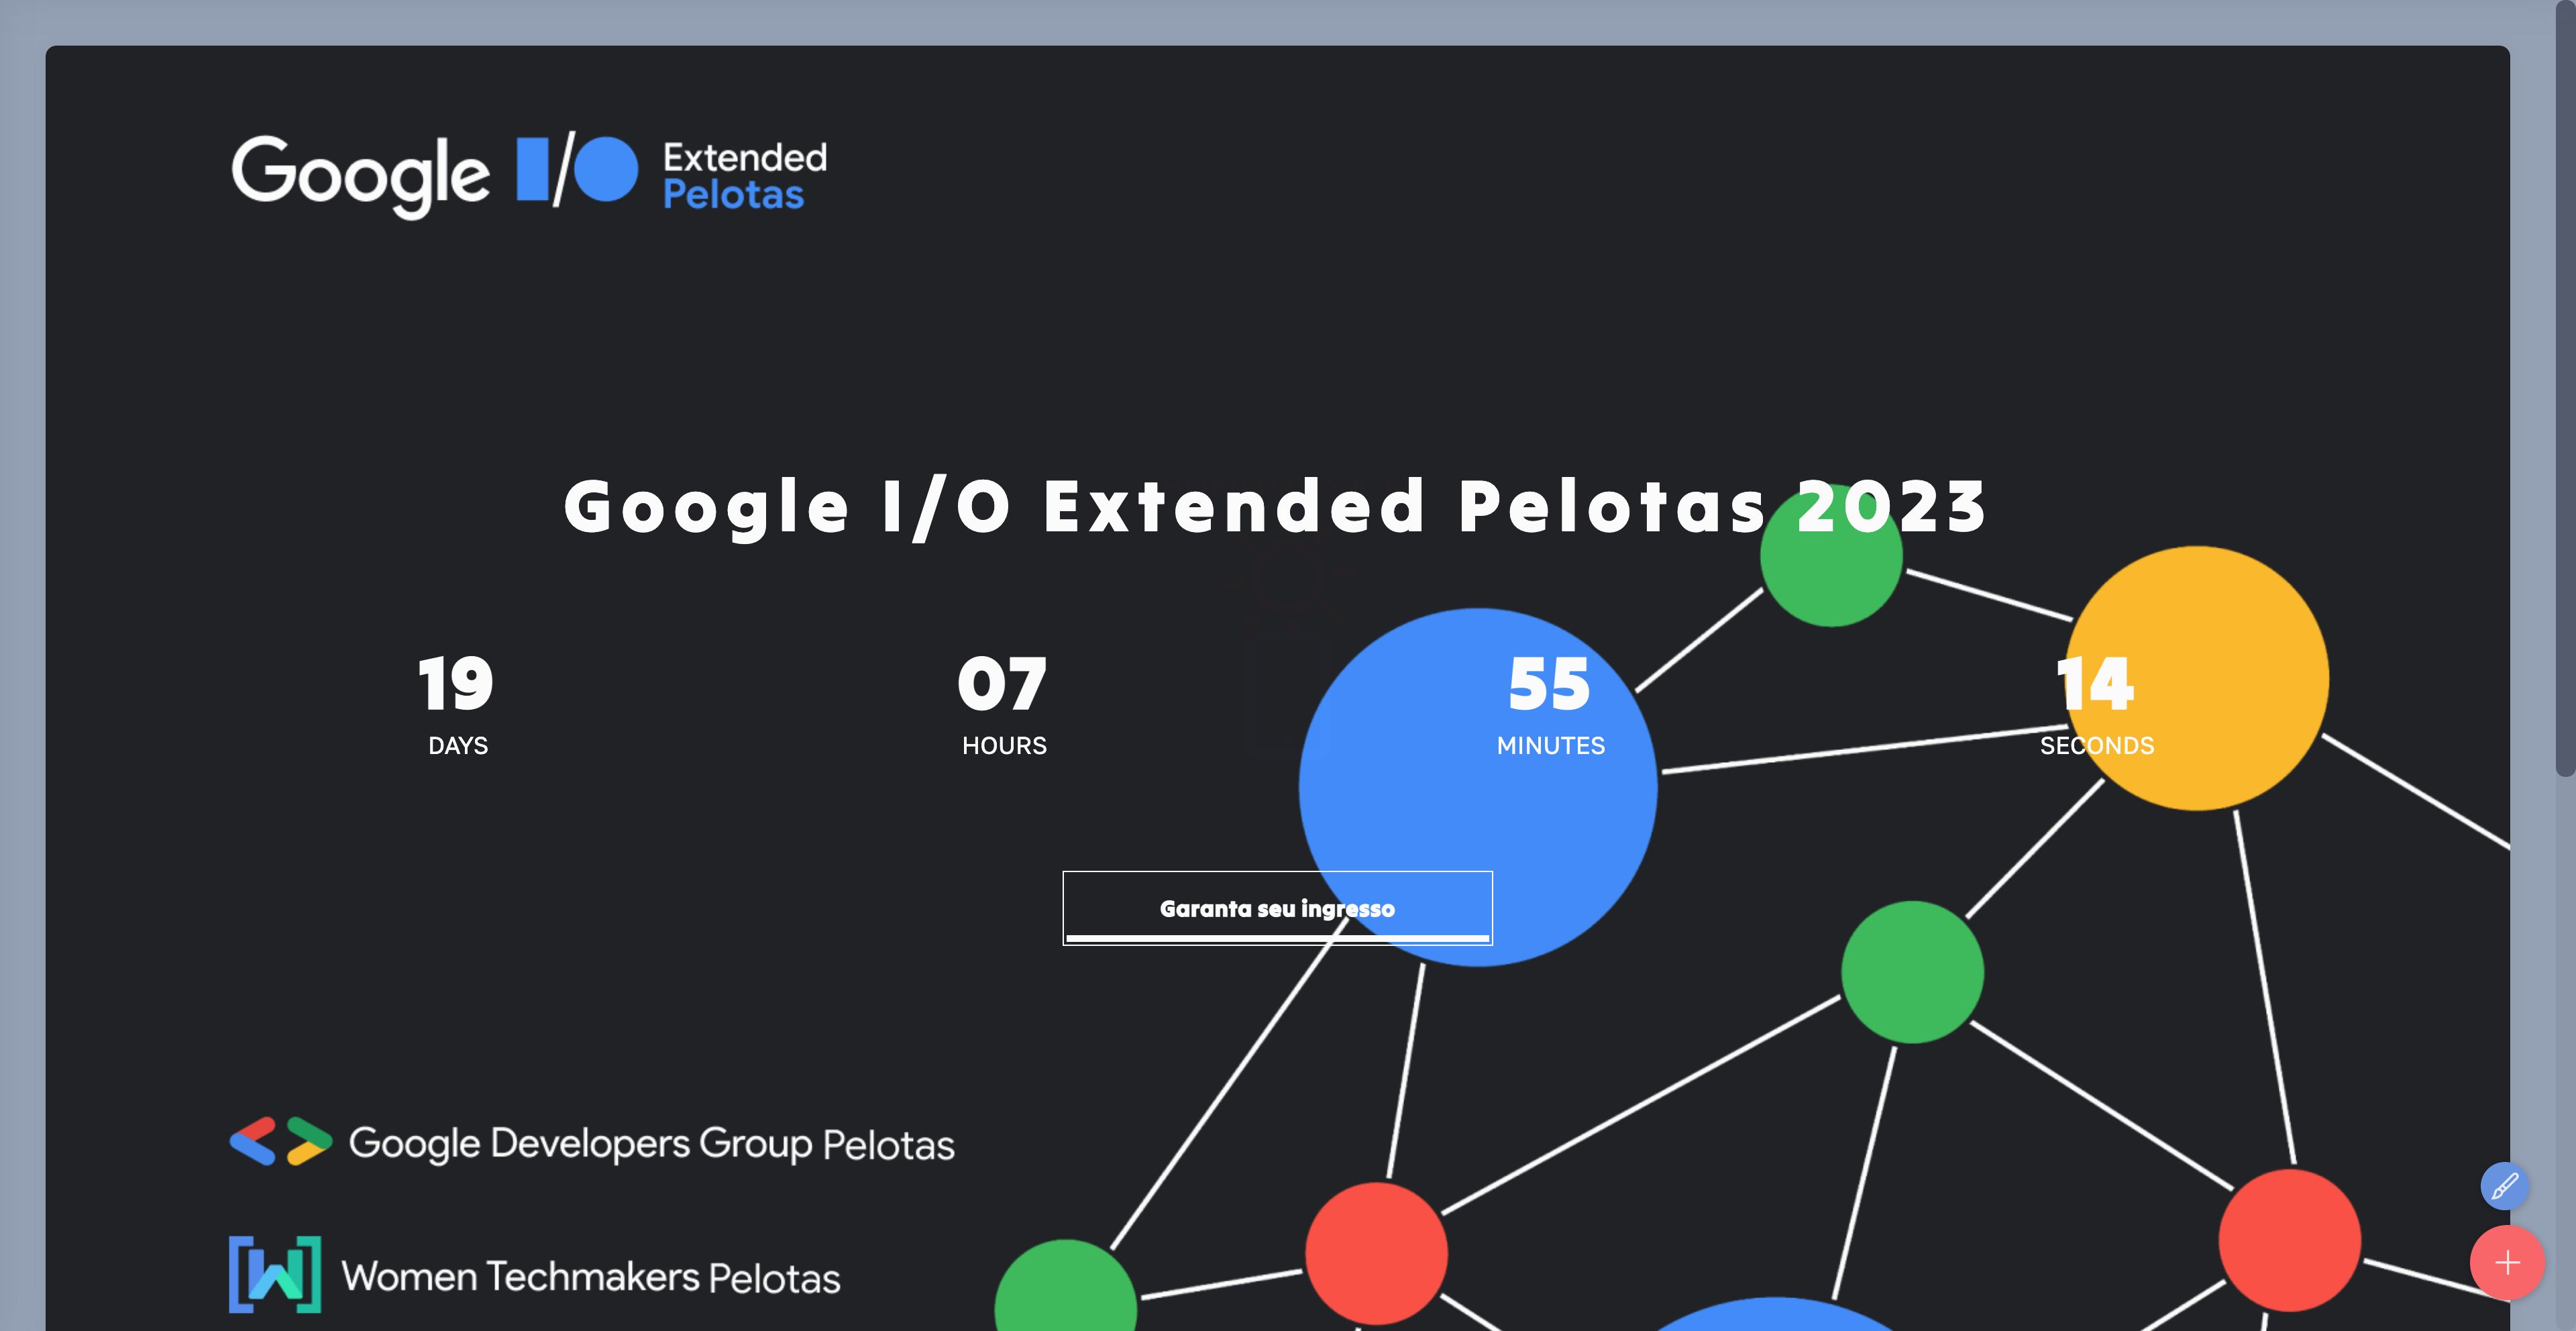 Google I/O Extended
Pelotas
Google I/O Extended Pelotas 2023
19 07 55 14
DAYS HOURS MINUTES SECONDS
Garanta seu ingresso
Google Developers Group Pelotas
Women Techmakers Pelotas